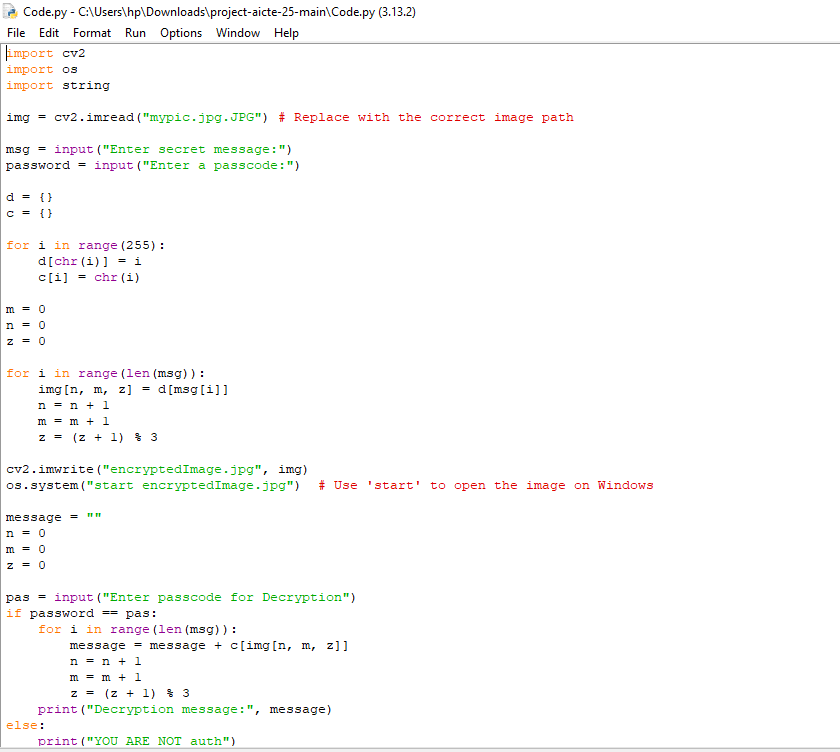 Code.py - C:\Users\hp\Downloads\project-aicte-25-main\Code.py (3.13.2)
File Edit Format Run Options Window Help
import cv2
import os
import string

img = cv2.imread("mypic.jpg.JPG") # Replace with the correct image path

msg = input("Enter secret message:")
password = input("Enter a passcode:")

d = {}
c = {}

for i in range(255):
    d[chr(i)] = i
    c[i] = chr(i)

m = 0
n = 0
z = 0

for i in range(len(msg)):
    img[n, m, z] = d[msg[i]]
    n = n + 1
    m = m + 1
    z = (z + 1) % 3

cv2.imwrite("encryptedImage.jpg", img)
os.system("start encryptedImage.jpg")  # Use 'start' to open the image on Windows

message = ""
n = 0
m = 0
z = 0

pas = input("Enter passcode for Decryption")
if password == pas:
    for i in range(len(msg)):
        message = message + c[img[n, m, z]]
        n = n + 1
        m = m + 1
        z = (z + 1) % 3
    print("Decryption message:", message)
else:
    print("YOU ARE NOT auth")